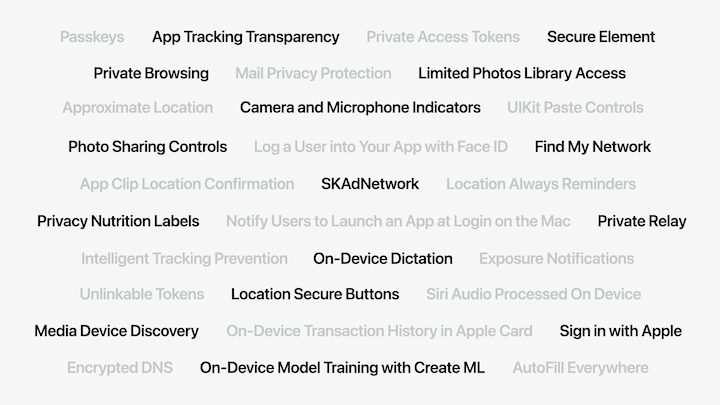 Passkeys App Tracking Transparency Private Access Tokens Secure Element
Private Browsing Mail Privacy Protection Limited Photos Library Access
Approximate Location Camera and Microphone Indicators UIKit Paste Controls
Photo Sharing Controls Log a User into Your App with Face ID Find My Network
App Clip Location Confirmation SKAdNetwork Location Always Reminders
Privacy Nutrition Labels Notify Users to Launch an App at Login on the Mac Private Relay
Intelligent Tracking Prevention On-Device Dictation Exposure Notifications
Unlinkable Tokens Location Secure Buttons Siri Audio Processed On Device
Media Device Discovery On-Device Transaction History in Apple Card Sign in with Apple
Encrypted DNS On-Device Model Training with Create ML AutoFill Everywhere